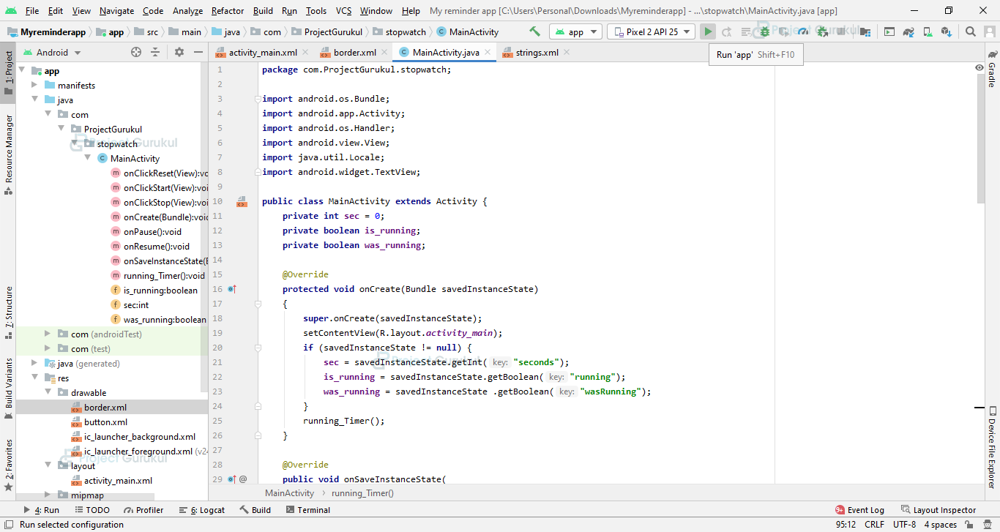 File Edit View Navigate Code Analyze Refactor Build Run Tools VCS Window Help My reminder app [C:\Users\Personal\Downloads\Myreminderapp] - ...\stopwatch\MainActivity.java [app]
Myreminderapp app src main java com ProjectGurukul stopwatch MainActivity app Pixel 2 API 25
Android activity_main.xml border.xml MainActivity.java strings.xml
Run 'app' Shift+F10
1: Project
Resource Manager
7: Structure
Build Variants
2: Favorites
app
manifests
java
com
ProjectGurukul
stopwatch
MainActivity
onClickReset(View):vo
onClickStart(View):voi
onClickStop(View):voi
onCreate(Bundle):void
onPause():void
onResume():void
onSaveInstanceState(B
running_Timer():void
is_running:boolean
sec:int
was_running:boolean
com (androidTest)
com (test)
java (generated)
res
drawable
border.xml
button.xml
ic_launcher_background.xml
ic_launcher_foreground.xml (v24
layout
activity_main.xml
mipmap
Project Gurukul
1 package com.ProjectGurukul.stopwatch;
2
3 import android.os.Bundle;
4 import android.app.Activity;
5 import android.os.Handler;
6 import android.view.View;
7 import java.util.Locale;
8 import android.widget.TextView;
9
10 public class MainActivity extends Activity {
11 private int sec = 0;
12 private boolean is_running;
13 private boolean was_running;
14
15 @Override
16 protected void onCreate(Bundle savedInstanceState)
17 {
18 super.onCreate(savedInstanceState);
19 setContentView(R.layout.activity_main);
20 if (savedInstanceState != null) {
21 sec = savedInstanceState.getInt( key: "seconds");
22 is_running = savedInstanceState.getBoolean( key: "running");
23 was_running = savedInstanceState .getBoolean( key: "wasRunning");
24 }
25 running_Timer();
26 }
27
28 @Override
29 public void onSaveInstanceState(
MainActivity running_Timer()
Gradle
Device File Explorer
4: Run TODO Profiler 6: Logcat Build Terminal 9+ Event Log Layout Inspector
Run selected configuration 95:12 CRLF UTF-8 4 spaces